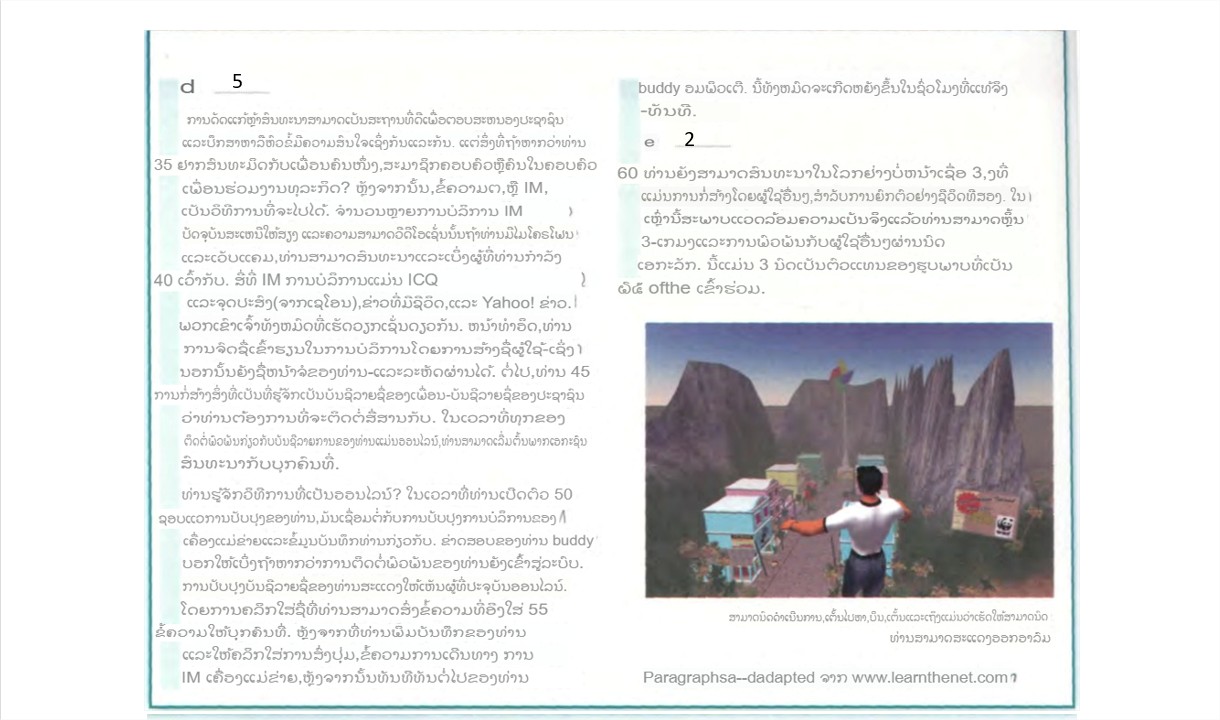 d 5
ການດັດແກ້ຫຼ້າສົນທະນາສາມາດເປັນສະຖານທີ່ດີເພື່ອຕອບສະຫນອງປະຊາຊົນ
ແລະປຶກສາຫາລືຫົວຂໍ້ມີຄວາມສົນໃຈເຊິ່ງກັນແລະກັນ. ແຕ່ສິ່ງທີ່ຖ້າຫາກວ່າທ່ານ
35 ຢາກສົນທະມິດກັບເພື່ອນຄົນໜຶ່ງ,ສະມາຊິກຄອບຄົວຫຼືຄົນໃນຄອບຄົວ
ເພື່ອນຮ່ວມງານທຸລະກິດ? ຫຼັງຈາກນັ້ນ,ຂໍ້ຄວາມດ,ຫຼື IM,
ເປັນວິທີການທີ່ຈະໄປໄດ້. ຈໍານວນຫຼາຍການບໍລິການ IM
ປັດຈຸບັນສະເຫນີໃຫ້ສຽງ ແລະຄວາມສາມາດວີດີໂອເຊັ່ນນັ້ນຖ້າທ່ານມີໄມໂຄຣໂຟນ
ແລະເວັບແຄມ,ທ່ານສາມາດສົນທະນາແລະເບິ່ງຜູ້ທີ່ທ່ານກໍາລັງ
40 ເວົ້າກັບ. ສີ່ທີ່ IM ການບໍລິການແມ່ນ ICQ
ແລະຈຸດປະສົງ(ຈາກເຊໂອນ),ຂ່າວທີ່ມີຊີວິດ,ແລະ Yahoo! ຂ່າວ.
ພວກເຂົາເຈົ້າທັງຫມົດທີ່ເຮັດວຽກເຊັ່ນດຽວກັນ. ຫນ້າທໍາອິດ,ທ່ານ
ການຈົດຊື່ເຂົ້າຮຽນໃນການບໍລິການໂດຍການສ້າງຊື່ຜູ້ໃຊ້-ເຊິ່ງ
ນອກນັ້ນຍັງຊື່ຫນ້າຈໍຂອງທ່ານ-ແລະລະຫັດຜ່ານໄດ້. ຕໍ່ໄປ,ທ່ານ 45
ການກໍ່ສ້າງສິ່ງທີ່ເປັນທີ່ຮູ້ຈັກເປັນບັນຊີລາຍຊື່ຂອງເພື່ອນ-ບັນຊີລາຍຊື່ຂອງປະຊາຊົນ
ວ່າທ່ານຕ້ອງການທີ່ຈະຕິດຕໍ່ສື່ສານກັບ. ໃນເວລາທີ່ທຸກຂອງ
ຕິດຕໍ່ພົວພັນກ່ຽວກັບບັນຊີລາຍການຂອງທ່ານແມ່ນອອນໄລນ໌,ທ່ານສາມາດເລີ່ມຕົ້ນພາກເອກະຊົນ
ສົນທະນາກັບບຸກຄົນທີ່.
ທ່ານຮູ້ຈັກວິທີການທີ່ເປັນອອນໄລນ໌? ໃນເວລາທີ່ທ່ານເປີດຕົວ 50
ຊອບແວການປັບປຸງຂອງທ່ານ,ມັນເຊື່ອມຕໍ່ກັບການປັບປຸງການບໍລິການຂອງ
ເຄື່ອງແມ່ຂ່າຍແລະຂໍ້ມູນບັນທຶກທ່ານກ່ຽວກັບ. ຂ່າດສອບຂອງທ່ານ buddy
ບອກໃຫ້ເບິ່ງຖ້າຫາກວ່າການຕິດຕໍ່ພົວພັນຂອງທ່ານຍັງເຂົ້າສູ່ລະບົບ.
ການປັບປຸງບັນຊີລາຍຊື່ຂອງທ່ານສະແດງໃຫ້ເຫັນຜູ້ທີ່ປະຈຸບັນອອນໄລນ໌.
ໂດຍການຄລິກໃສ່ຊື່ທີ່ທ່ານສາມາດສົ່ງຂໍ້ຄວາມທີ່ອີງໃສ່ 55
ຂໍ້ຄວາມໃຫ້ບຸກຄົນທີ່. ຫຼັງຈາກທີ່ທ່ານພິມບັນທຶກຂອງທ່ານ
ແລະໃຫ້ຄລິກໃສ່ການສົ່ງປຸ່ມ,ຂໍ້ຄວາມການເດີນທາງ ການ
IM ເຄື່ອງແມ່ຂ່າຍ,ຫຼັງຈາກນັ້ນທັນທີທັນຕໍ່ໄປຂອງທ່ານ
buddy ອມພິວເຕີ. ນີ້ທັງຫມົດຈະເກີດຫຍັງຂຶ້ນໃນຊົ່ວໂມງທີ່ແທ້ຈິງ
-ທັນທີ.
e 2
60 ທ່ານຍັງສາມາດສົນທະນາໃນໂລກຢ່າງບໍ່ຫນ້າເຊື່ອ 3,ງທີ່
ແມ່ນການກໍ່ສ້າງໂດຍຜູ້ໃຊ້ອື່ນໆ,ສໍາລັບການຍົກຕົວຢ່າງຊີວິດທີສອງ. ໃນ
ເຫຼົ່ານີ້ສະພາບແວດລ້ອມຄວາມເປັນຈິງແລ້ວທ່ານສາມາດຫຼິ້ນ
3-ເກມງແລະການພົວພັນກັບຜູ້ໃຊ້ອື່ນໆຜ່ານນິດ
ເອກະລັກ. ນີ້ແມ່ນ 3 ນິດເປັນຕົວແທນຂອງຮູບພາບທີ່ເປັນ
ofthe ເຂົ້າຮ່ວມ.
ສາມາດນິດດໍາເນີນການ,ເຕັ້ນໄປຫາ,ບິນ,ເຕັ້ນແລະເຖິງແມ່ນວ່າເຮັດໃຫ້ສາມາດນິດ
ທ່ານສາມາດສະແດງອອກອາລົມ
Paragraphsa--dadapted ຈາກ www.learnthenet.com